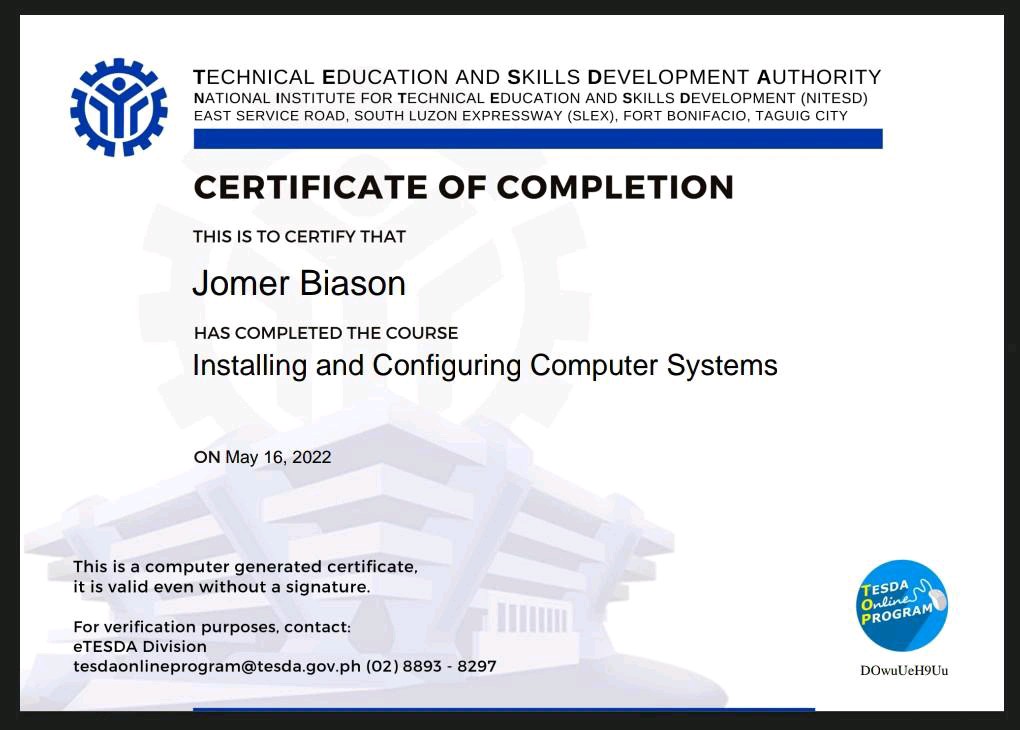 TECHNICAL EDUCATION AND SKILLS DEVELOPMENT AUTHORITY
NATIONAL INSTITUTE FOR TECHNICAL EDUCATION AND SKILLS DEVELOPMENT (NITESD)
EAST SERVICE ROAD, SOUTH LUZON EXPRESSWAY (SLEX), FORT BONIFACIO, TAGUIG CITY
CERTIFICATE OF COMPLETION
THIS IS TO CERTIFY THAT
Jomer Biason
HAS COMPLETED THE COURSE
Installing and Configuring Computer Systems
ON May 16, 2022
This is a computer generated certificate,
it is valid even without a signature.
For verification purposes, contact:
eTESDA Division
tesdaonlineprogram@tesda.gov.ph (02) 8893 - 8297
TESDA
Online
PROGRAM
DOwuUeH9Uu